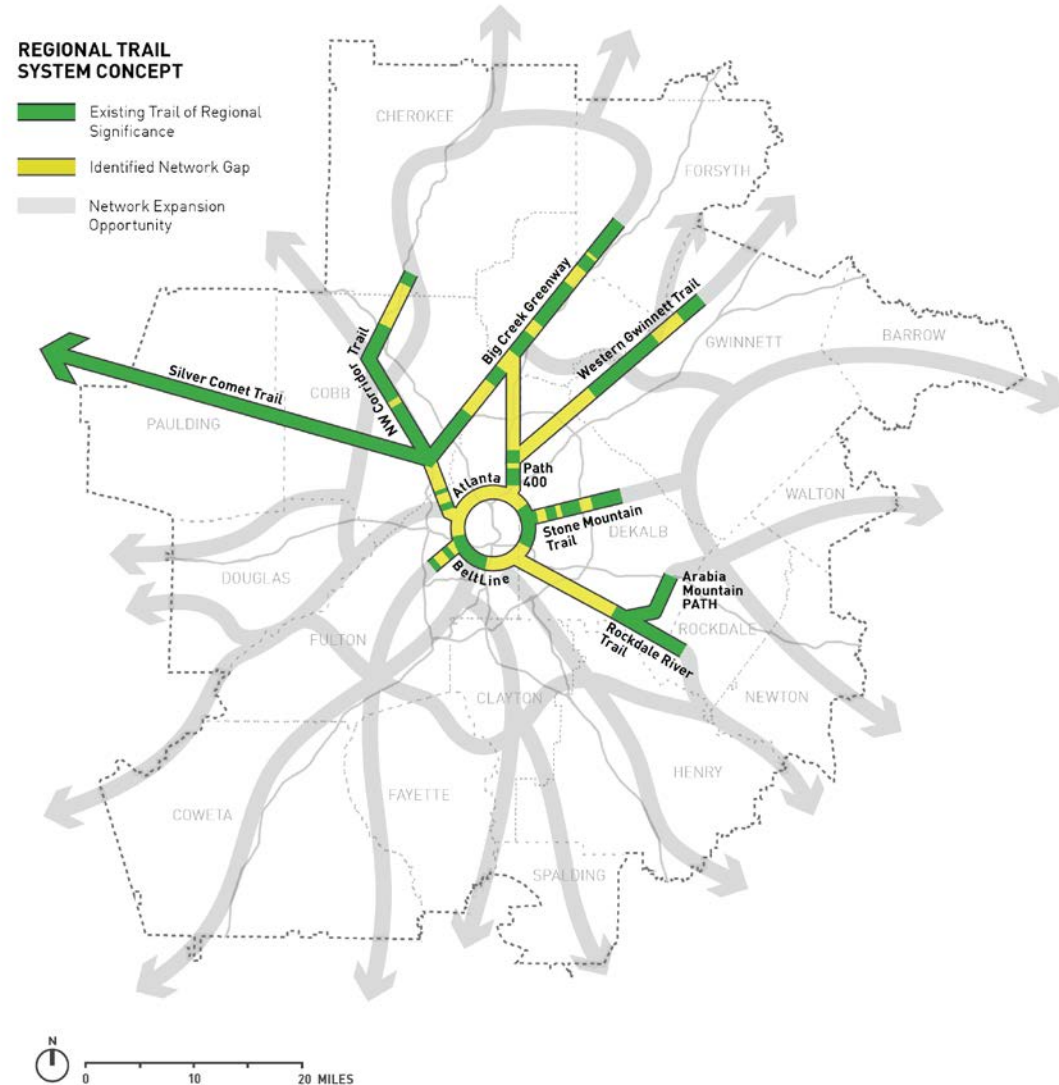 REGIONAL TRAIL
SYSTEM CONCEPT
Existing Trail of Regional
Significance
Identified Network Gap
Network Expansion
Opportunity
CHEROKEE
FORSYTH
Big Creek Greenway
Western Gwinnett Trail
NW Corridor Trail
Silver Comet Trail
COBB
PAULDING
GWINNETT
BARROW
Atlanta
BeltLine
Path
400
Stone Mountain
Trail
DEKALB
WALTON
DOUGLAS
FULTON
Arabia
Mountain
PATH
ROCKDALE
Rockdale River
Trail
CLAYTON
NEWTON
HENRY
FAYETTE
COWETA
SPALDING
N
0 10 20 MILES